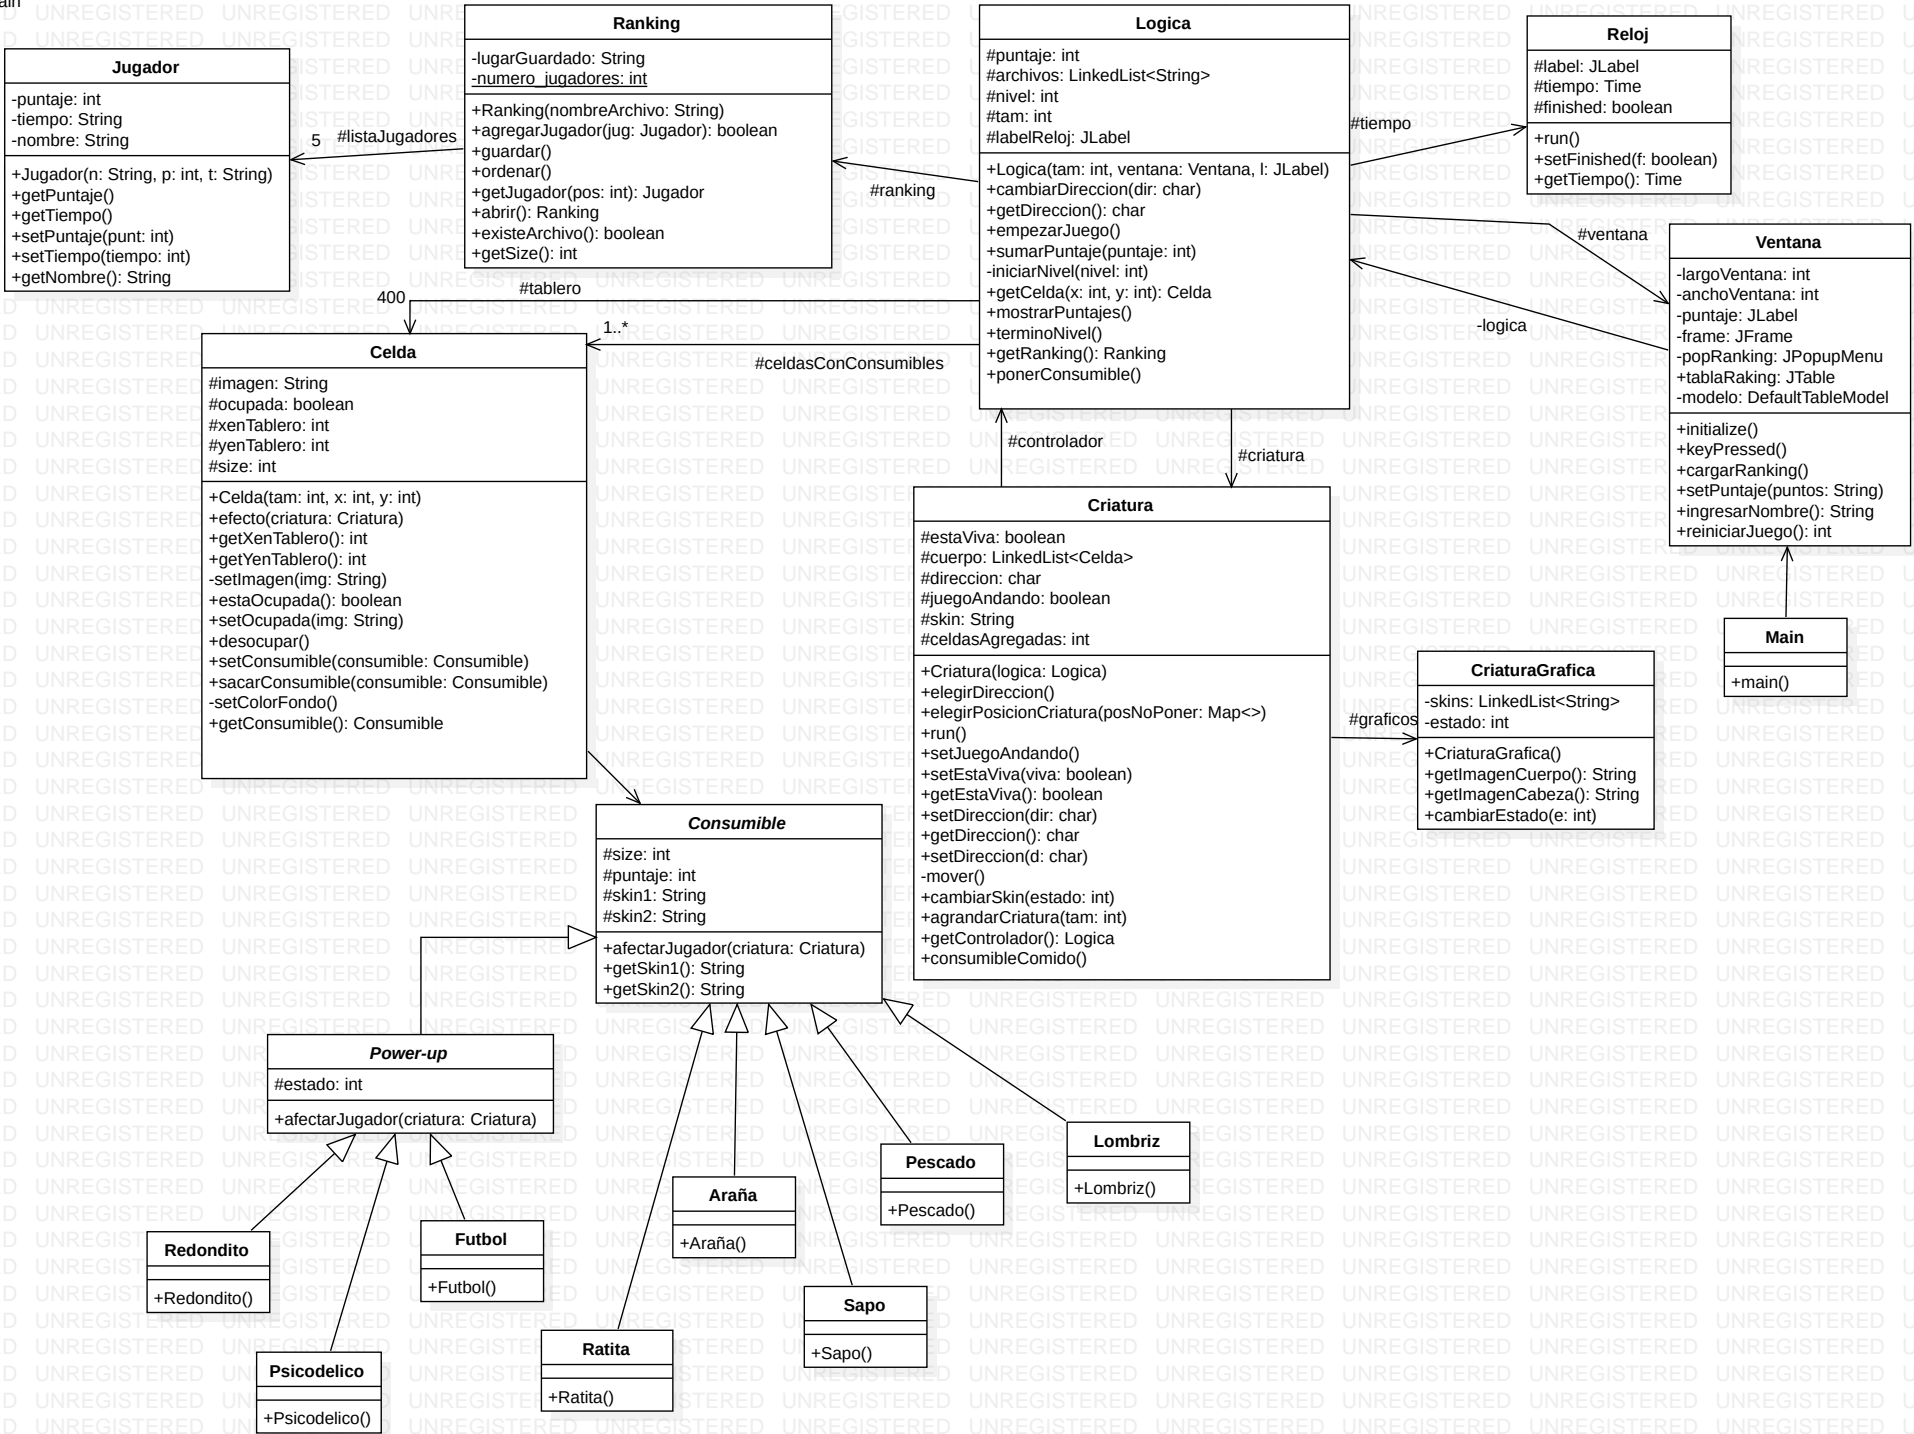 ain
Jugador
-puntaje: int
-tiempo: String
-nombre: String
+Jugador(n: String, p: int, t: String)
+getPuntaje()
+getTiempo()
+setPuntaje(punt: int)
+setTiempo(tiempo: int)
+getNombre(): String
5
#listaJugadores
Ranking
-lugarGuardado: String
-numero_jugadores: int
+Ranking(nombreArchivo: String)
+agregarJugador(jug: Jugador): boolean
+guardar()
+ordenar()
+getJugador(pos: int): Jugador
+abrir(): Ranking
+existeArchivo(): boolean
+getSize(): int
#ranking
Logica
#puntaje: int
#archivos: LinkedList<String>
#nivel: int
#tam: int
#labelReloj: JLabel
+Logica(tam: int, ventana: Ventana, l: JLabel)
+cambiarDireccion(dir: char)
+getDireccion(): char
+empezarJuego()
+sumarPuntaje(puntaje: int)
-iniciarNivel(nivel: int)
+getCelda(x: int, y: int): Celda
+mostrarPuntajes()
+terminoNivel()
+getRanking(): Ranking
+ponerConsumible()
#tiempo
Reloj
#label: JLabel
#tiempo: Time
#finished: boolean
+run()
+setFinished(f: boolean)
+getTiempo(): Time
#ventana
-logica
Ventana
-largoVentana: int
-anchoVentana: int
-puntaje: JLabel
-frame: JFrame
-popRanking: JPopupMenu
+tablaRaking: JTable
-modelo: DefaultTableModel
+initialize()
+keyPressed()
+cargarRanking()
+setPuntaje(puntos: String)
+ingresarNombre(): String
+reiniciarJuego(): int
Main
+main()
400
#tablero
1..*
#celdasConConsumibles
Celda
#imagen: String
#ocupada: boolean
#xenTablero: int
#yenTablero: int
#size: int
+Celda(tam: int, x: int, y: int)
+efecto(criatura: Criatura)
+getXenTablero(): int
+getYenTablero(): int
-setImagen(img: String)
+estaOcupada(): boolean
+setOcupada(img: String)
+desocupar()
+setConsumible(consumible: Consumible)
+sacarConsumible(consumible: Consumible)
-setColorFondo()
+getConsumible(): Consumible
#controlador
#criatura
Criatura
#estaViva: boolean
#cuerpo: LinkedList<Celda>
#direccion: char
#juegoAndando: boolean
#skin: String
#celdasAgregadas: int
+Criatura(logica: Logica)
+elegirDireccion()
+elegirPosicionCriatura(posNoPoner: Map<>)
+run()
+setJuegoAndando()
+setEstaViva(viva: boolean)
+getEstaViva(): boolean
+setDireccion(dir: char)
+getDireccion(): char
+setDireccion(d: char)
-mover()
+cambiarSkin(estado: int)
+agrandarCriatura(tam: int)
+getControlador(): Logica
+consumibleComido()
#graficos
CriaturaGrafica
-skins: LinkedList<String>
-estado: int
+CriaturaGrafica()
+getImagenCuerpo(): String
+getImagenCabeza(): String
+cambiarEstado(e: int)
Consumible
#size: int
#puntaje: int
#skin1: String
#skin2: String
+afectarJugador(criatura: Criatura)
+getSkin1(): String
+getSkin2(): String
Power-up
#estado: int
+afectarJugador(criatura: Criatura)
Redondito
+Redondito()
Psicodelico
+Psicodelico()
Futbol
+Futbol()
Ratita
+Ratita()
Araña
+Araña()
Sapo
+Sapo()
Pescado
+Pescado()
Lombriz
+Lombriz()
UNREGISTERED